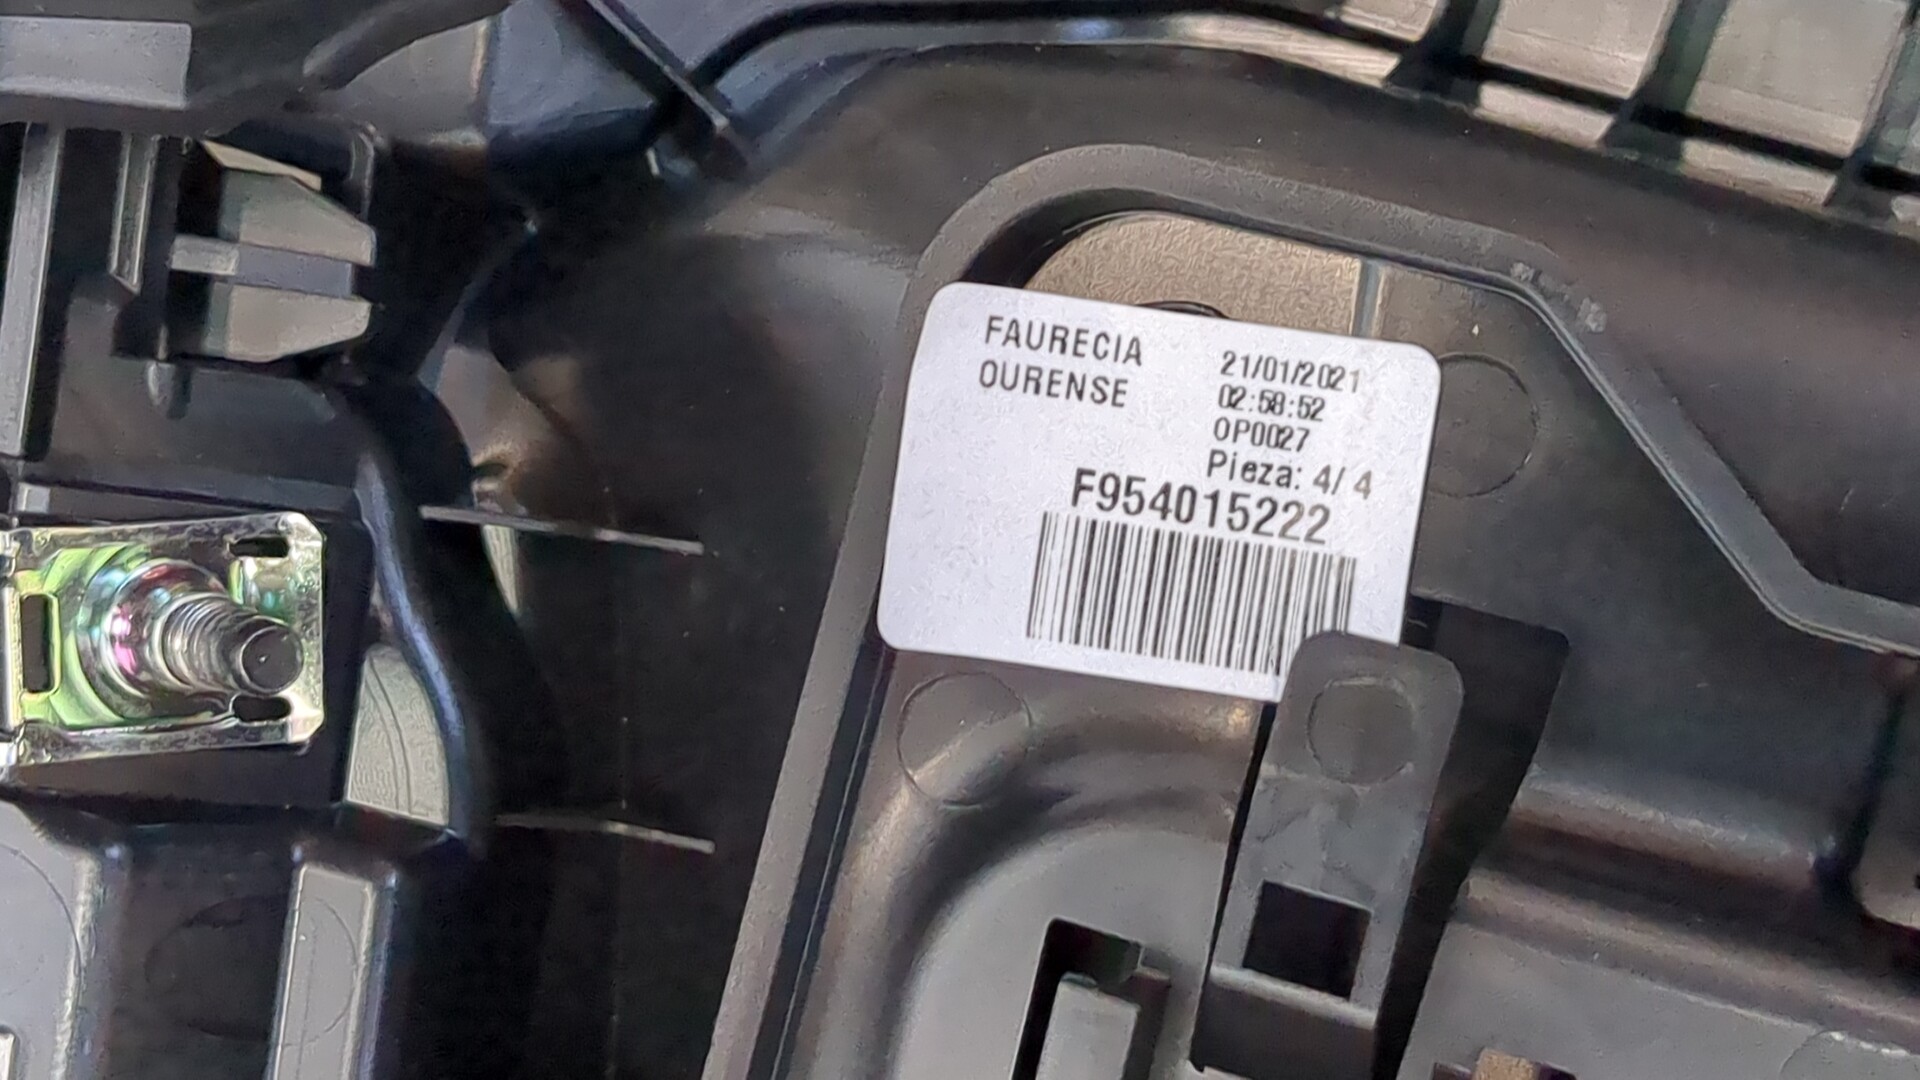 FAURECIA
OURENSE
21/01/2021
02:58:52
OP0027
Pieza: 4/ 4
F954015222